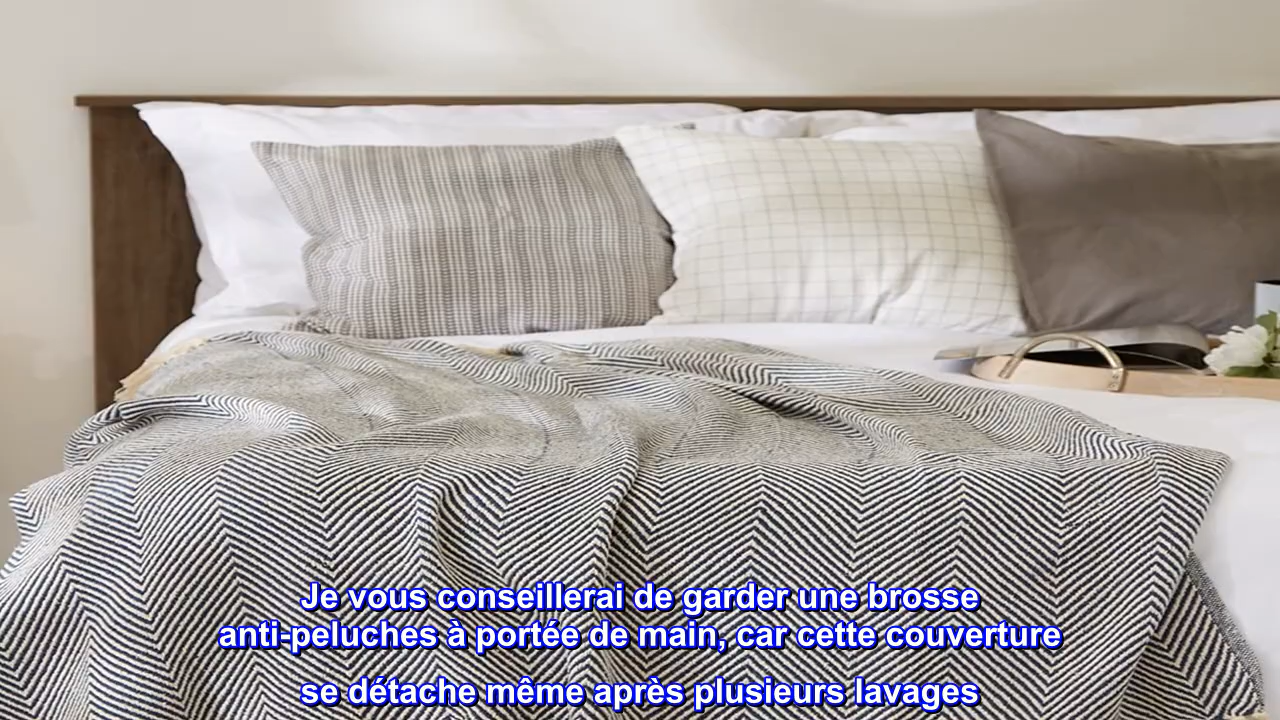 Je vous conseillerai de garder une brosse
anti-peluches à portée de main, car cette couverture
se détache même après plusieurs lavages